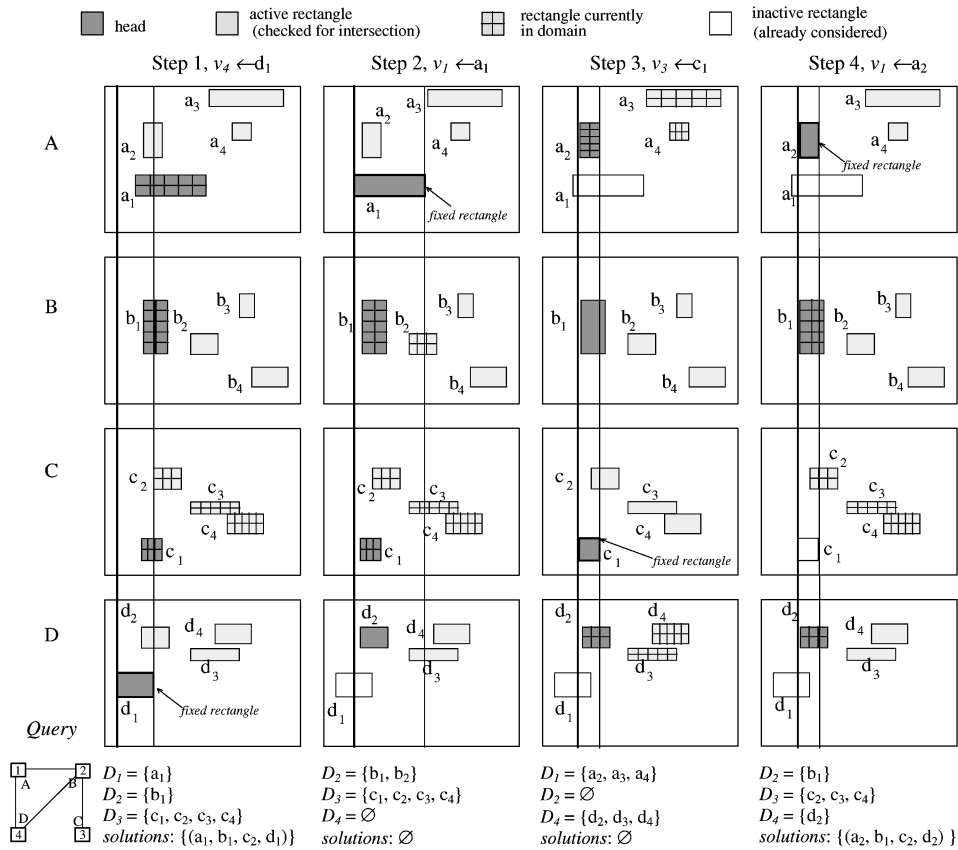 head
active rectangle
(checked for intersection)
rectangle currently
in domain
inactive rectangle
(already considered)
Step 1, v4 ←d1
Step 2, v1 ←a1
Step 3, v3 ←c1
Step 4, v1 ←a2
A
a3
a2
a4
a1
a3
a2
a4
a1
fixed rectangle
a3
a2
a4
a1
a3
a2
a4
fixed rectangle
a1
B
b1
b2
b3
b4
b1
b2
b3
b4
b1
b2
b3
b4
b1
b2
b3
b4
C
c2
c3
c4
c1
c2
c3
c4
c1
c2
c3
c4
c1
fixed rectangle
c2
c3
c4
c1
D
d2
d4
d3
d1
fixed rectangle
d2
d4
d3
d1
d2
d4
d3
d1
d2
d4
d3
d1
Query
1
2
A
B
D
C
4
3
D1 = {a1}
D2 = {b1}
D3 = {c1, c2, c3, c4}
solutions: {(a1, b1, c2, d1)}
D2 = {b1, b2}
D3 = {c1, c2, c3, c4}
D4 = ∅
solutions: ∅
D1 = {a2, a3, a4}
D2 = ∅
D4 = {d2, d3, d4}
solutions: ∅
D2 = {b1}
D3 = {c2, c3, c4}
D4 = {d2}
solutions: {(a2, b1, c2, d2) }